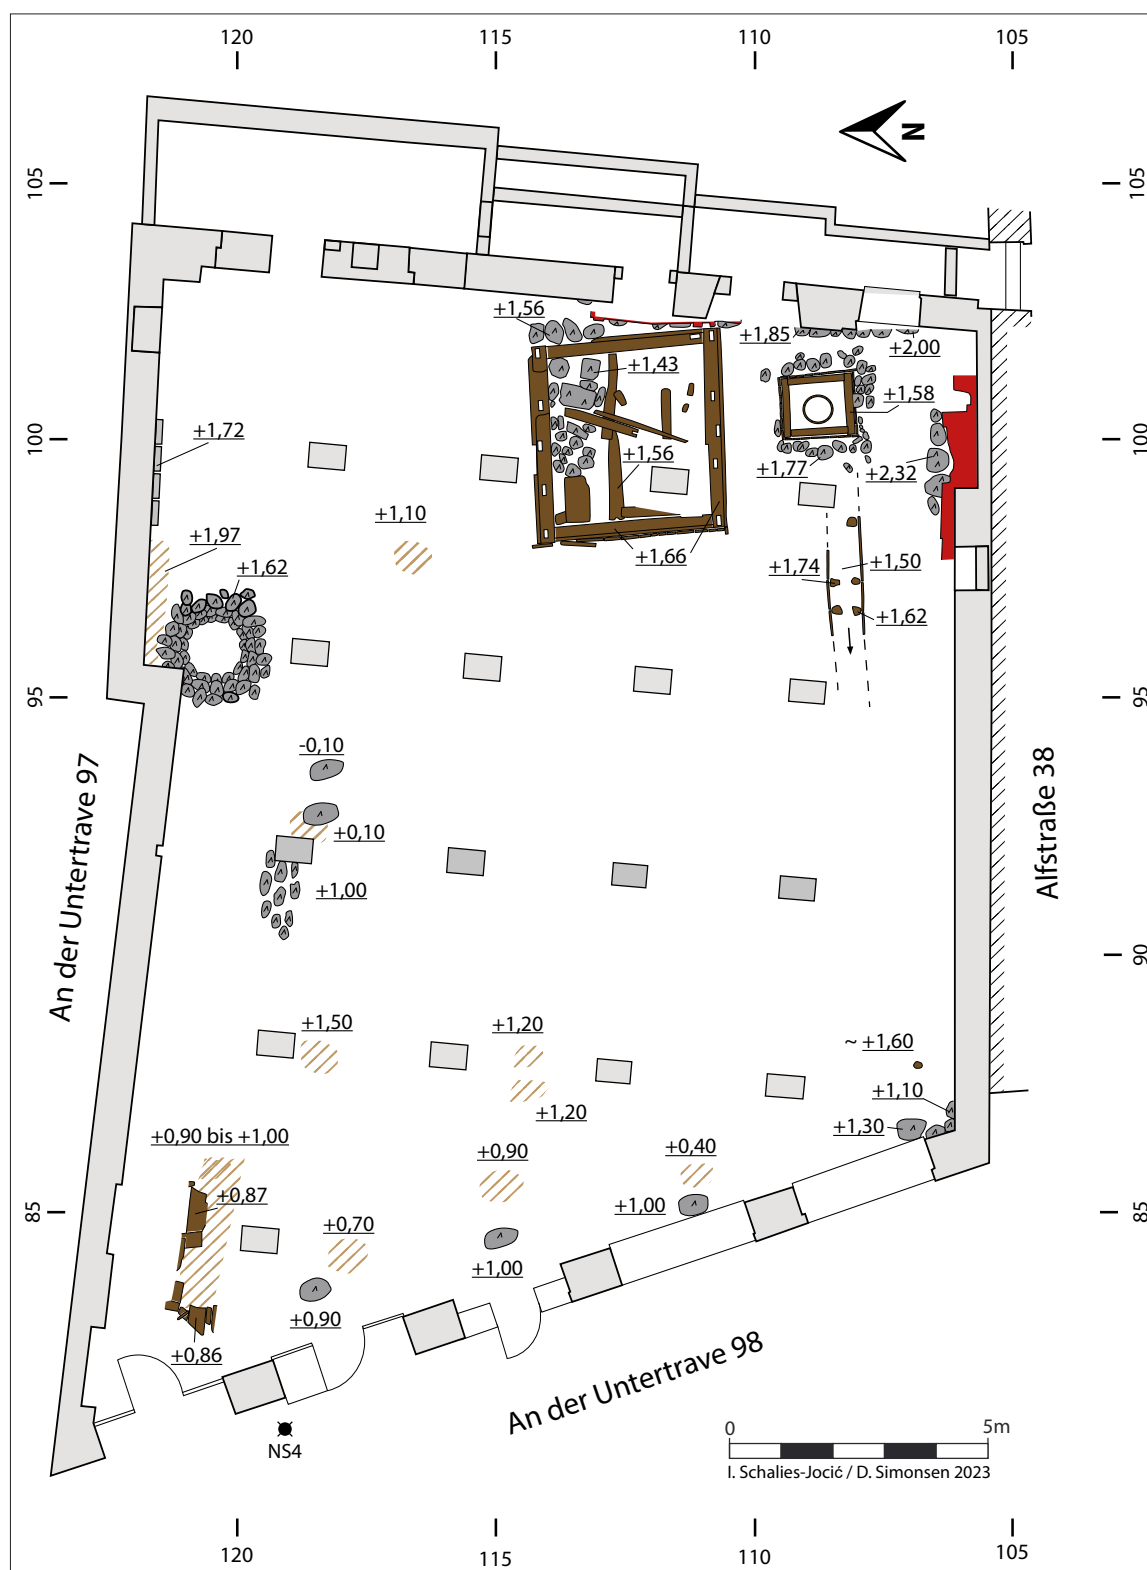 120 115 110 105
N
105 105
+1,56 +1,85 +2,00
+1,43
+1,58
100 100
+1,72 +1,56 +1,77 +2,32
+1,10
+1,97 +1,66 +1,74 +1,50
+1,62
+1,62
95 95
-0,10
An der Untertrave 97
Alfstraße 38
+0,10
+1,00
90
+1,50 +1,20 ~ +1,60
+1,20 +1,10
+1,30
+0,90 bis +1,00 +0,90 +0,40
+0,87
85 +0,70 +1,00 85
+1,00
+0,90
+0,86
An der Untertrave 98
NS4
0 5m
I. Schalies-Jocić / D. Simonsen 2023
120 115 110 105